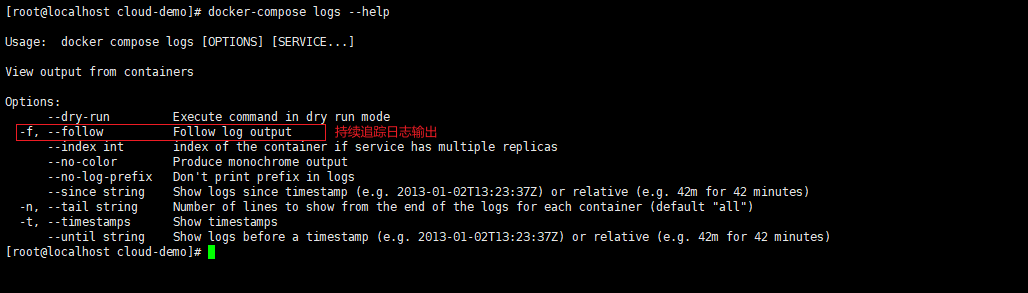 [root@localhost cloud-demo]# docker-compose logs --help
Usage:  docker compose logs [OPTIONS] [SERVICE...]
View output from containers
Options:
      --dry-run         Execute command in dry run mode
  -f, --follow          Follow log output 持续追踪日志输出
      --index int       index of the container if service has multiple replicas
      --no-color        Produce monochrome output
      --no-log-prefix   Don't print prefix in logs
      --since string    Show logs since timestamp (e.g. 2013-01-02T13:23:37Z) or relative (e.g. 42m for 42 minutes)
  -n, --tail string     Number of lines to show from the end of the logs for each container (default "all")
  -t, --timestamps      Show timestamps
      --until string    Show logs before a timestamp (e.g. 2013-01-02T13:23:37Z) or relative (e.g. 42m for 42 minutes)
[root@localhost cloud-demo]#